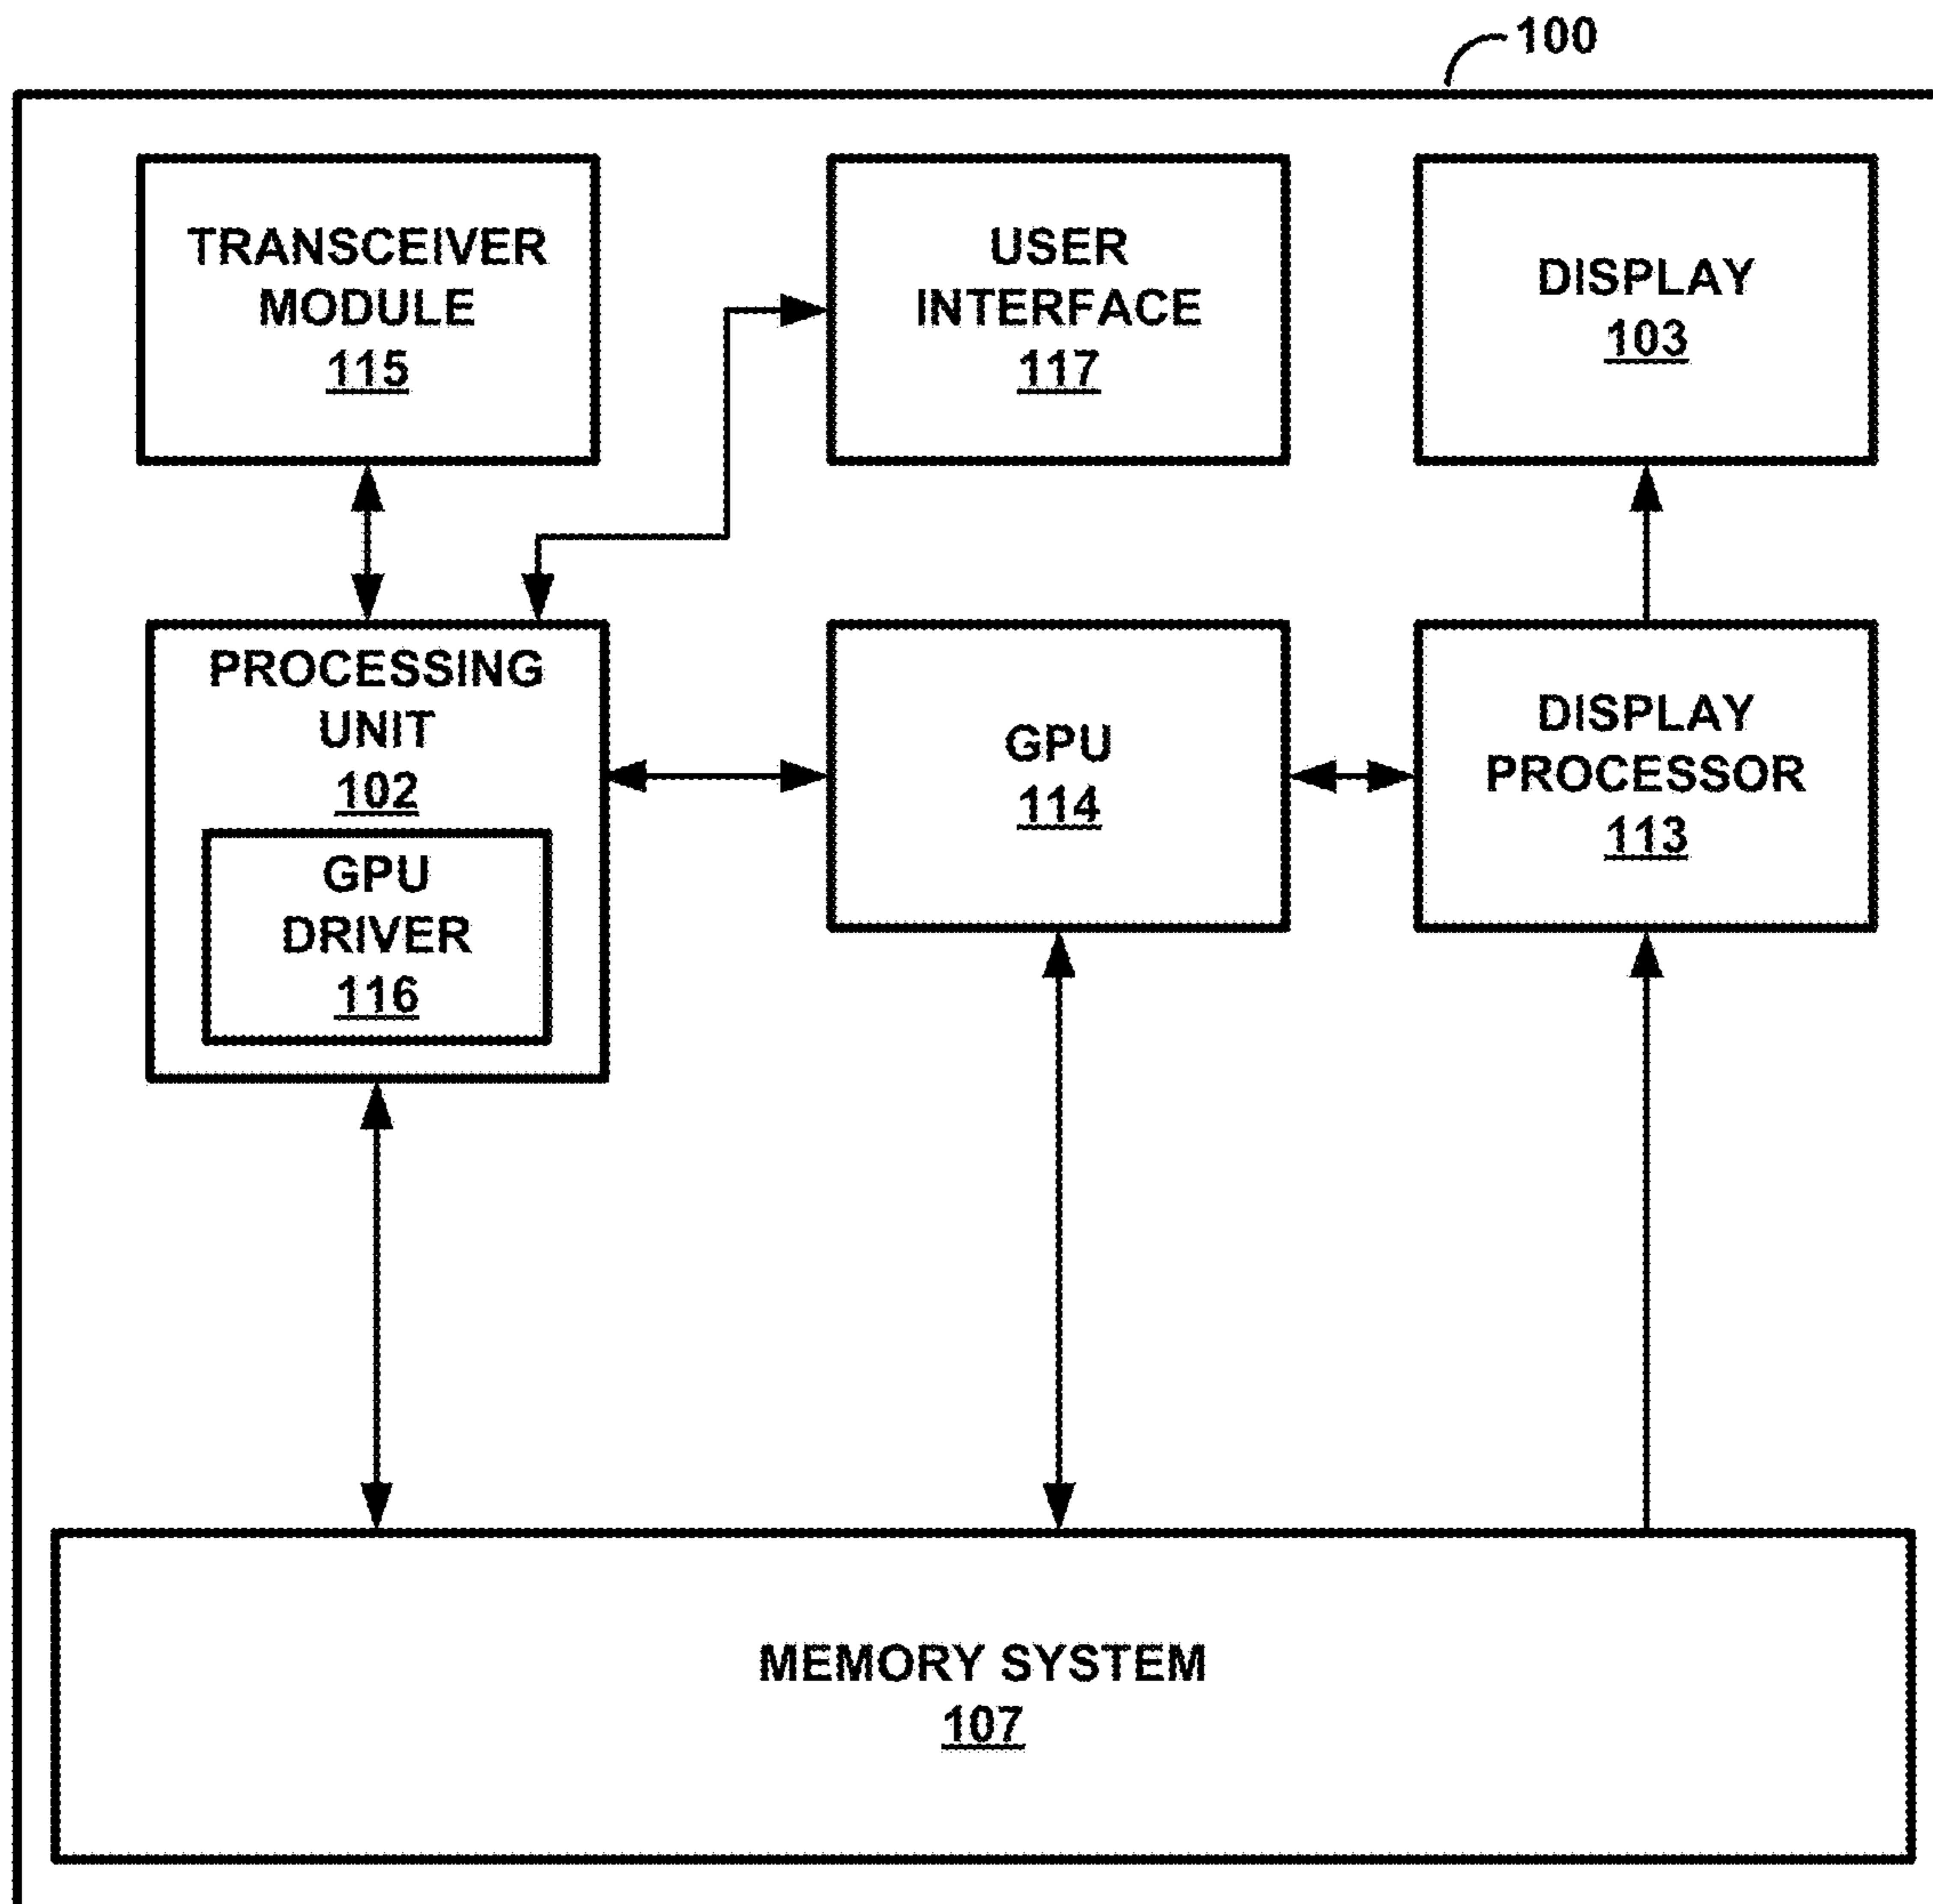 100
TRANSCEIVER
MODULE
115
USER
INTERFACE
117
DISPLAY
103
PROCESSING
UNIT
102
GPU
DRIVER
116
GPU
114
DISPLAY
PROCESSOR
113
MEMORY SYSTEM
107